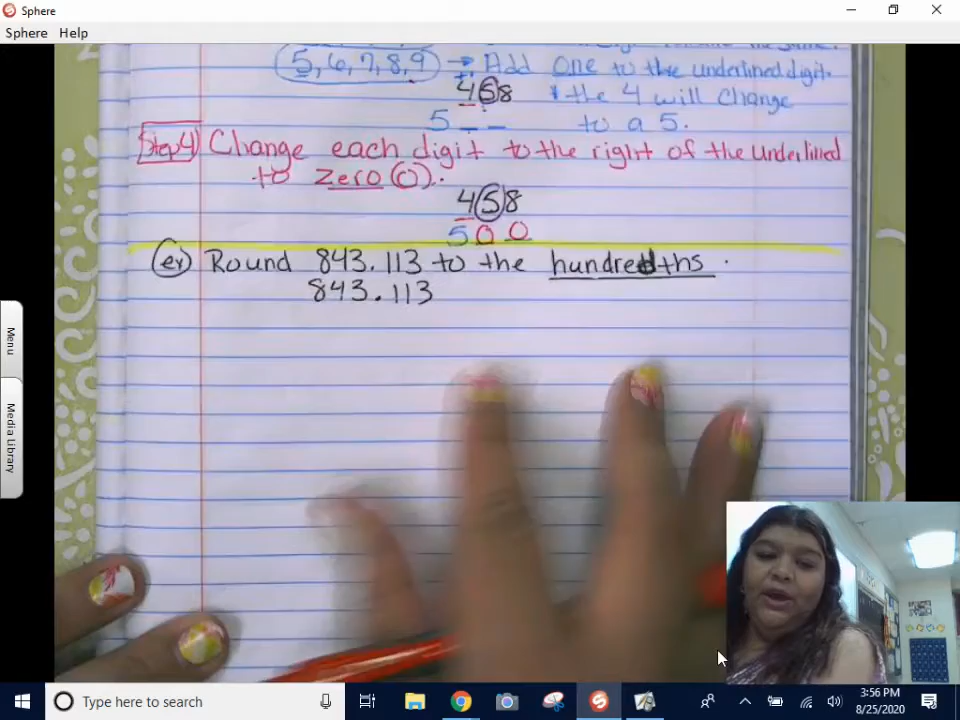 Sphere
Sphere Help
5, 6, 7, 8, 9 → Add one to the underlined digit.
458 * the 4 will change
5 _ _ to a 5.
Step 4 Change each digit to the right of the underlined
to zero (0).
458
500
ex Round 843.113 to the hundredths.
843.113
Menu
Media Library
Type here to search
3:56 PM
8/25/2020